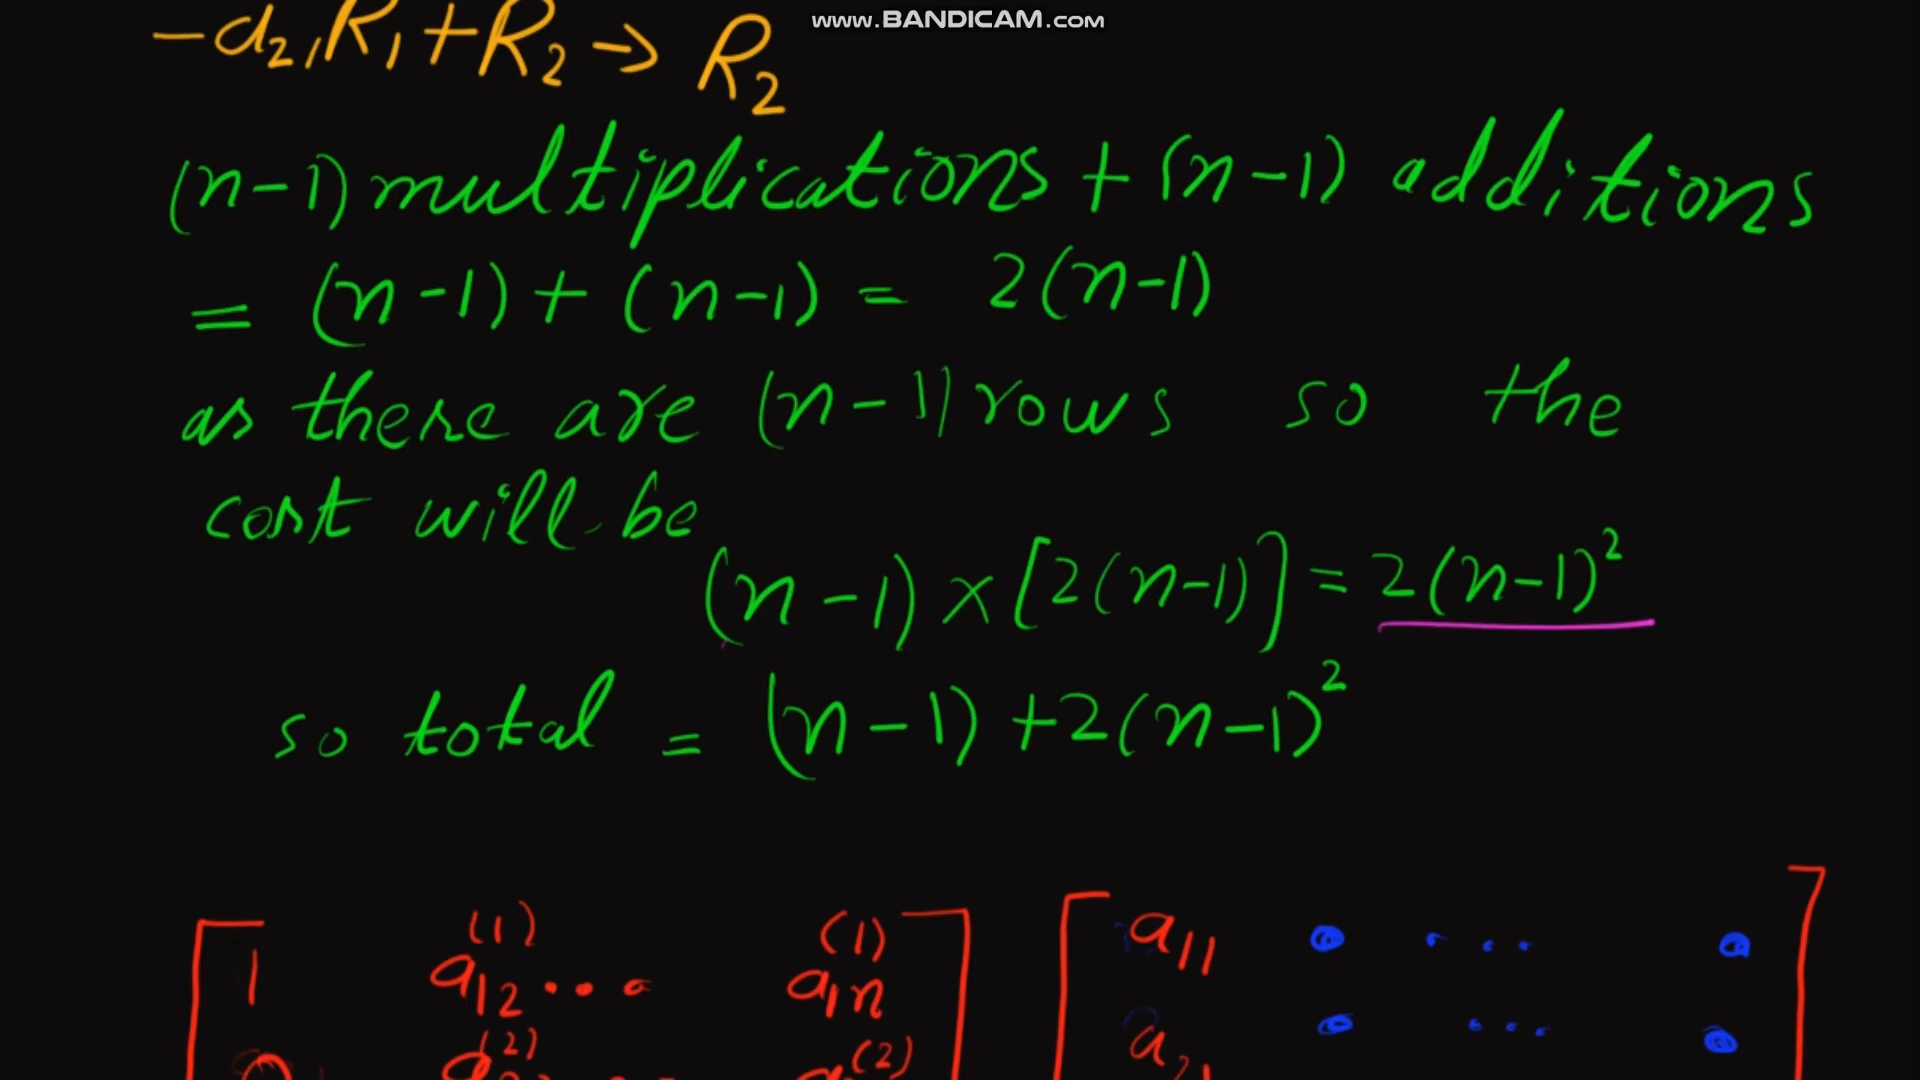 www.BANDICAM.com
-a₂₁R₁+R₂→R₂
(n-1) multiplications + (n-1) additions
= (n-1) + (n-1) = 2(n-1)
as there are (n-1) rows so the
cost will be
(n-1) × [2(n-1)] = 2(n-1)²
so total = (n-1) +2(n-1)²
1 a₁₂⁽¹⁾ ... a₁ₙ⁽¹⁾ a₁₁ ...